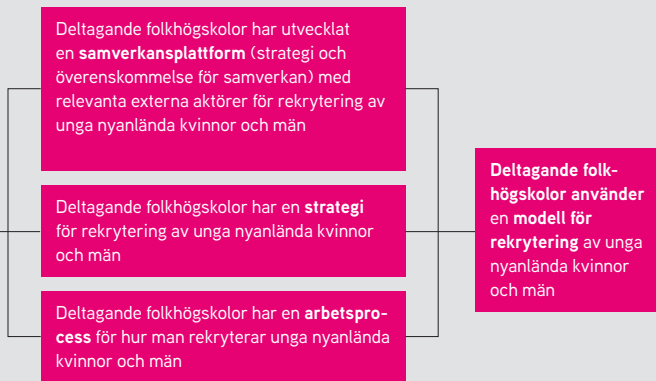 Deltagande folkhögskolor har utvecklat
en samverkansplattform (strategi och
överenskommelse för samverkan) med
relevanta externa aktörer för rekrytering av
unga nyanlända kvinnor och män
Deltagande folkhögskolor har en strategi
för rekrytering av unga nyanlända kvinnor
och män
Deltagande folkhögskolor har en arbetspro-
cess för hur man rekryterar unga nyanlända
kvinnor och män
Deltagande folk-
högskolor använder
en modell för
rekrytering av unga
nyanlända kvinnor
och män